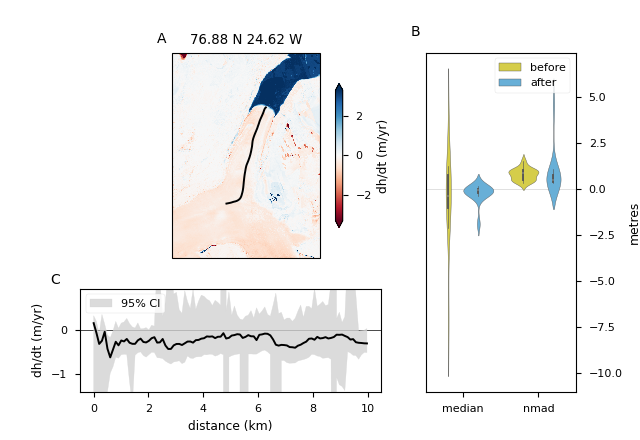 A
76.88 N 24.62 W
2
0
−2
dh/dt (m/yr)
B
before
after
5.0
2.5
0.0
−2.5
−5.0
−7.5
−10.0
metres
median
nmad
C
95% CI
0
−1
dh/dt (m/yr)
0
2
4
6
8
10
distance (km)